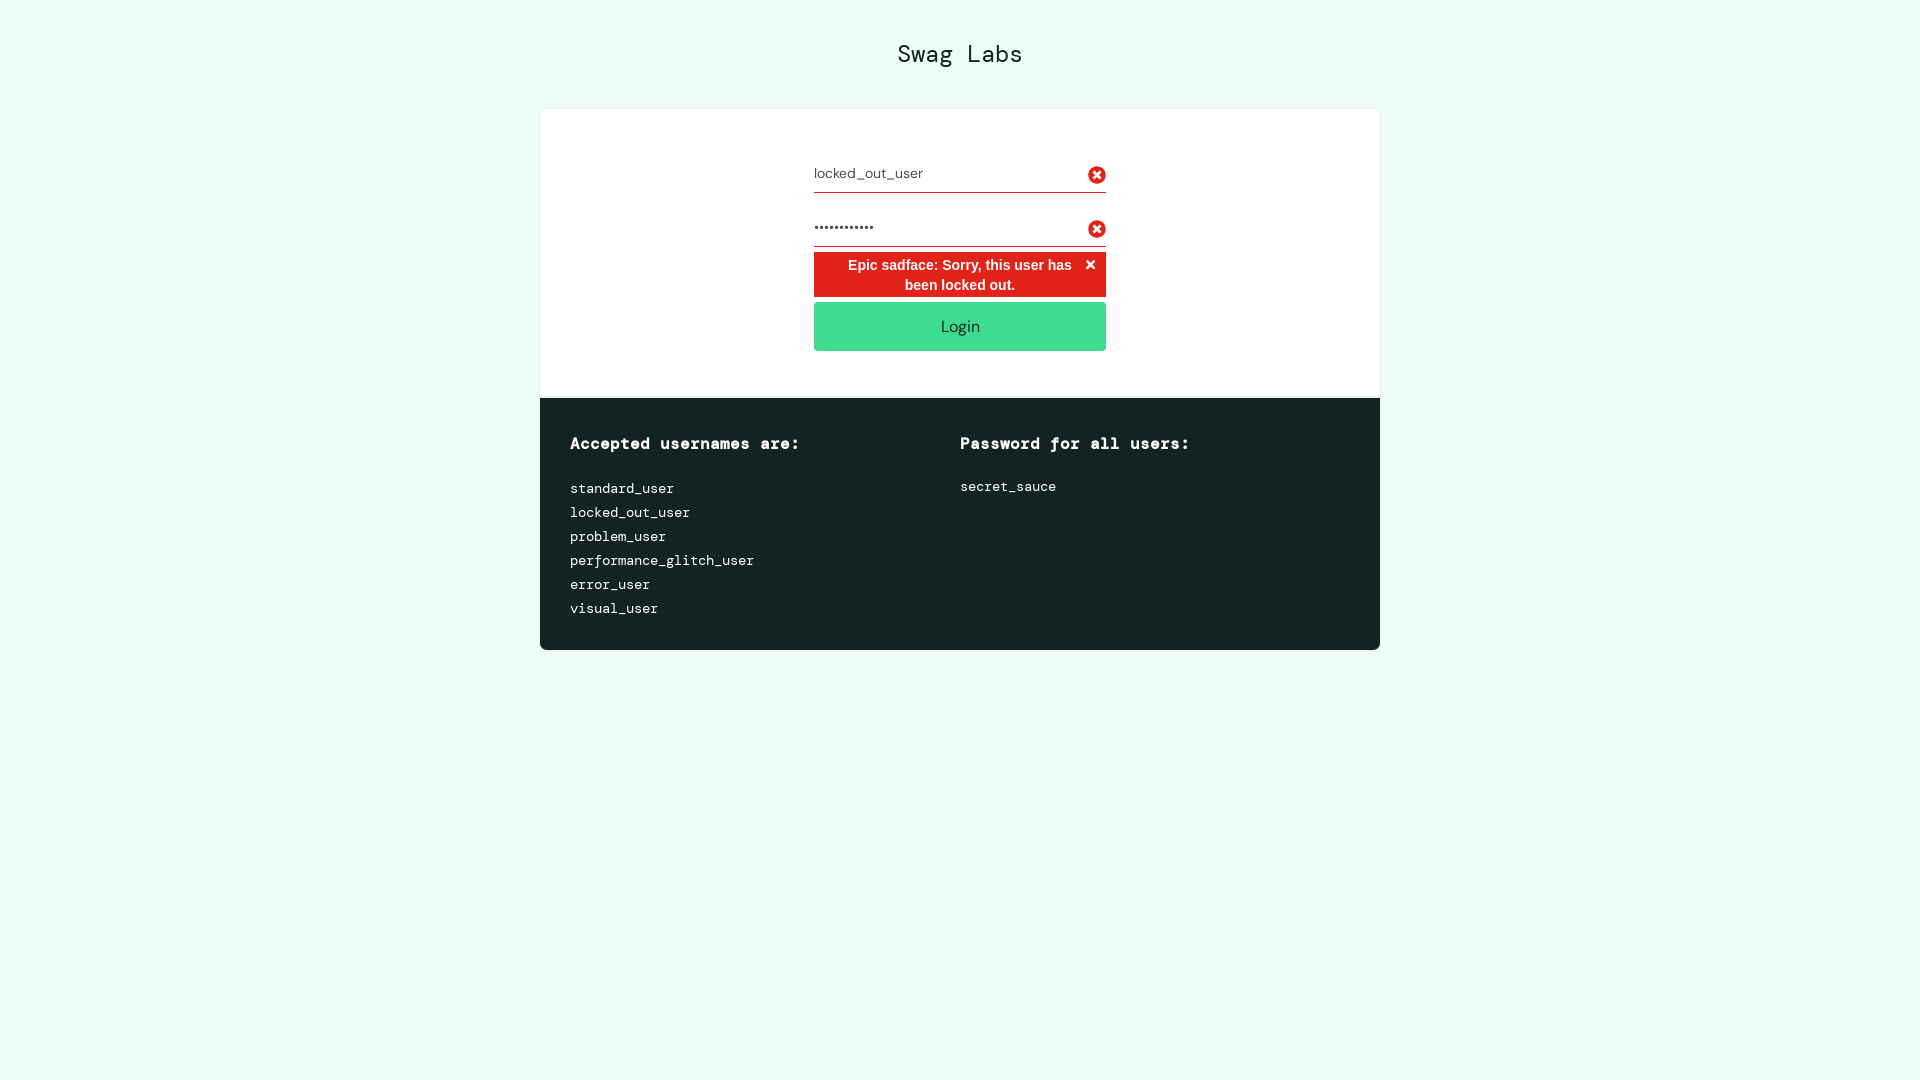 Swag Labs
locked_out_user
••••••••••••
Epic sadface: Sorry, this user has
been locked out.
Login
Accepted usernames are:
standard_user
locked_out_user
problem_user
performance_glitch_user
error_user
visual_user
Password for all users:
secret_sauce